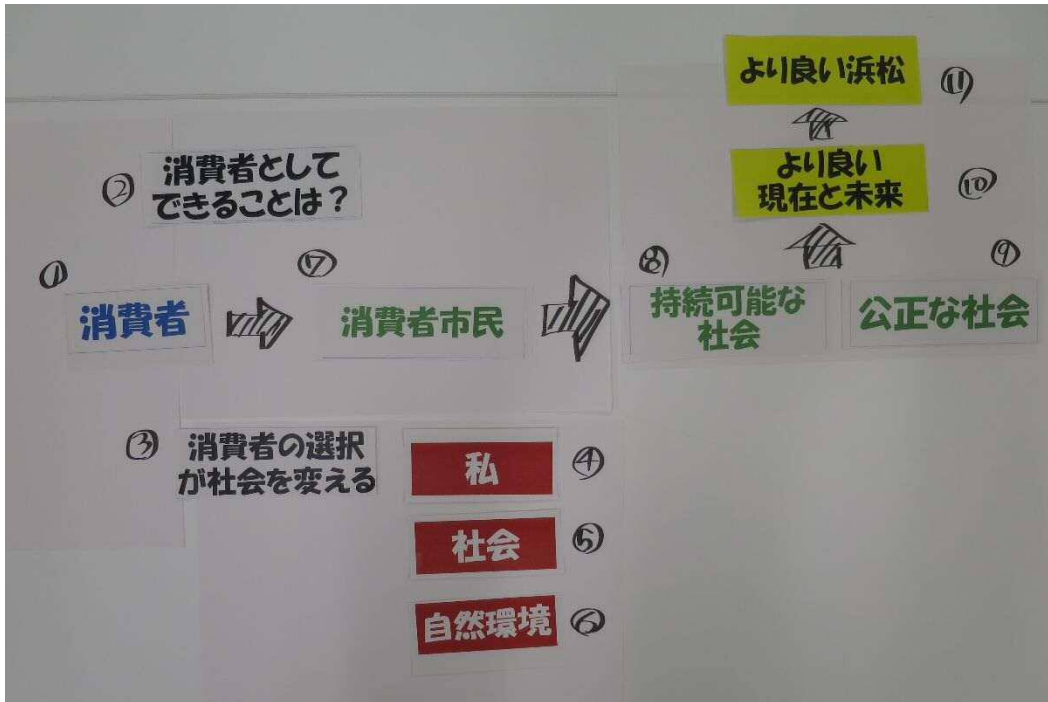 ①
消費者
②
消費者として
できることは？
③
消費者の選択
が社会を変える
私
④
社会
⑤
自然環境
⑥
⑦
消費者市民
⑧
持続可能な
社会
⑨
公正な社会
より良い
現在と未来
⑩
より良い浜松
⑪